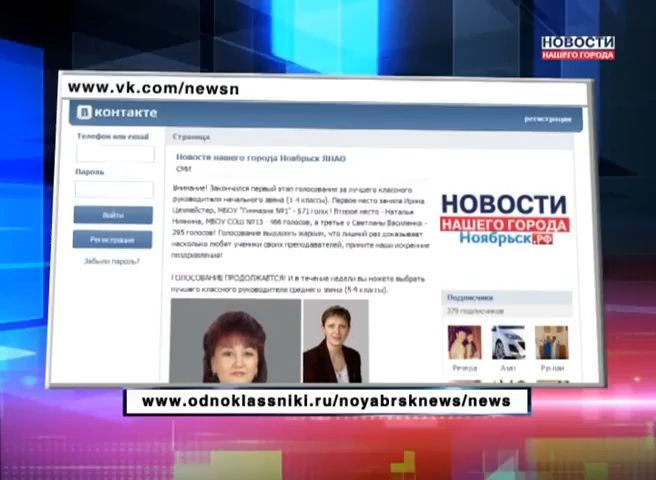 НОВОСТИ
НАШЕГО ГОРОДА
www.vk.com/newsn
В контакте
регистрация
Телефон или email
Пароль
Войти
Регистрация
Забыли пароль?
Страница
Новости нашего города Ноябрьск ЯНАО
СМИ
Внимание! Закончился первый этап голосования за лучшего классного
руководителя начального звена (1-4 классы). Первое место заняла Ирина
МБОУ "Гимназия №1" - 571 голос! Второе место - Наталья
МБОУ СОШ №13 - 466 голосов, а третье у Светланы Василенко -
295 голосов! Голосование выдалось жарким, что лишний раз доказывает
насколько любят ученики своих преподавателей, примите наши искренние
поздравления!
ГОЛОСОВАНИЕ ПРОДОЛЖАЕТСЯ! И в течение недели вы можете выбрать
лучшего классного руководителя среднего звена (5-9 классы).
НОВОСТИ
НАШЕГО ГОРОДА
Ноябрьск.РФ
Подписчики
379 подписчиков
Руслан
www.odnoklassniki.ru/noyabrsknews/news